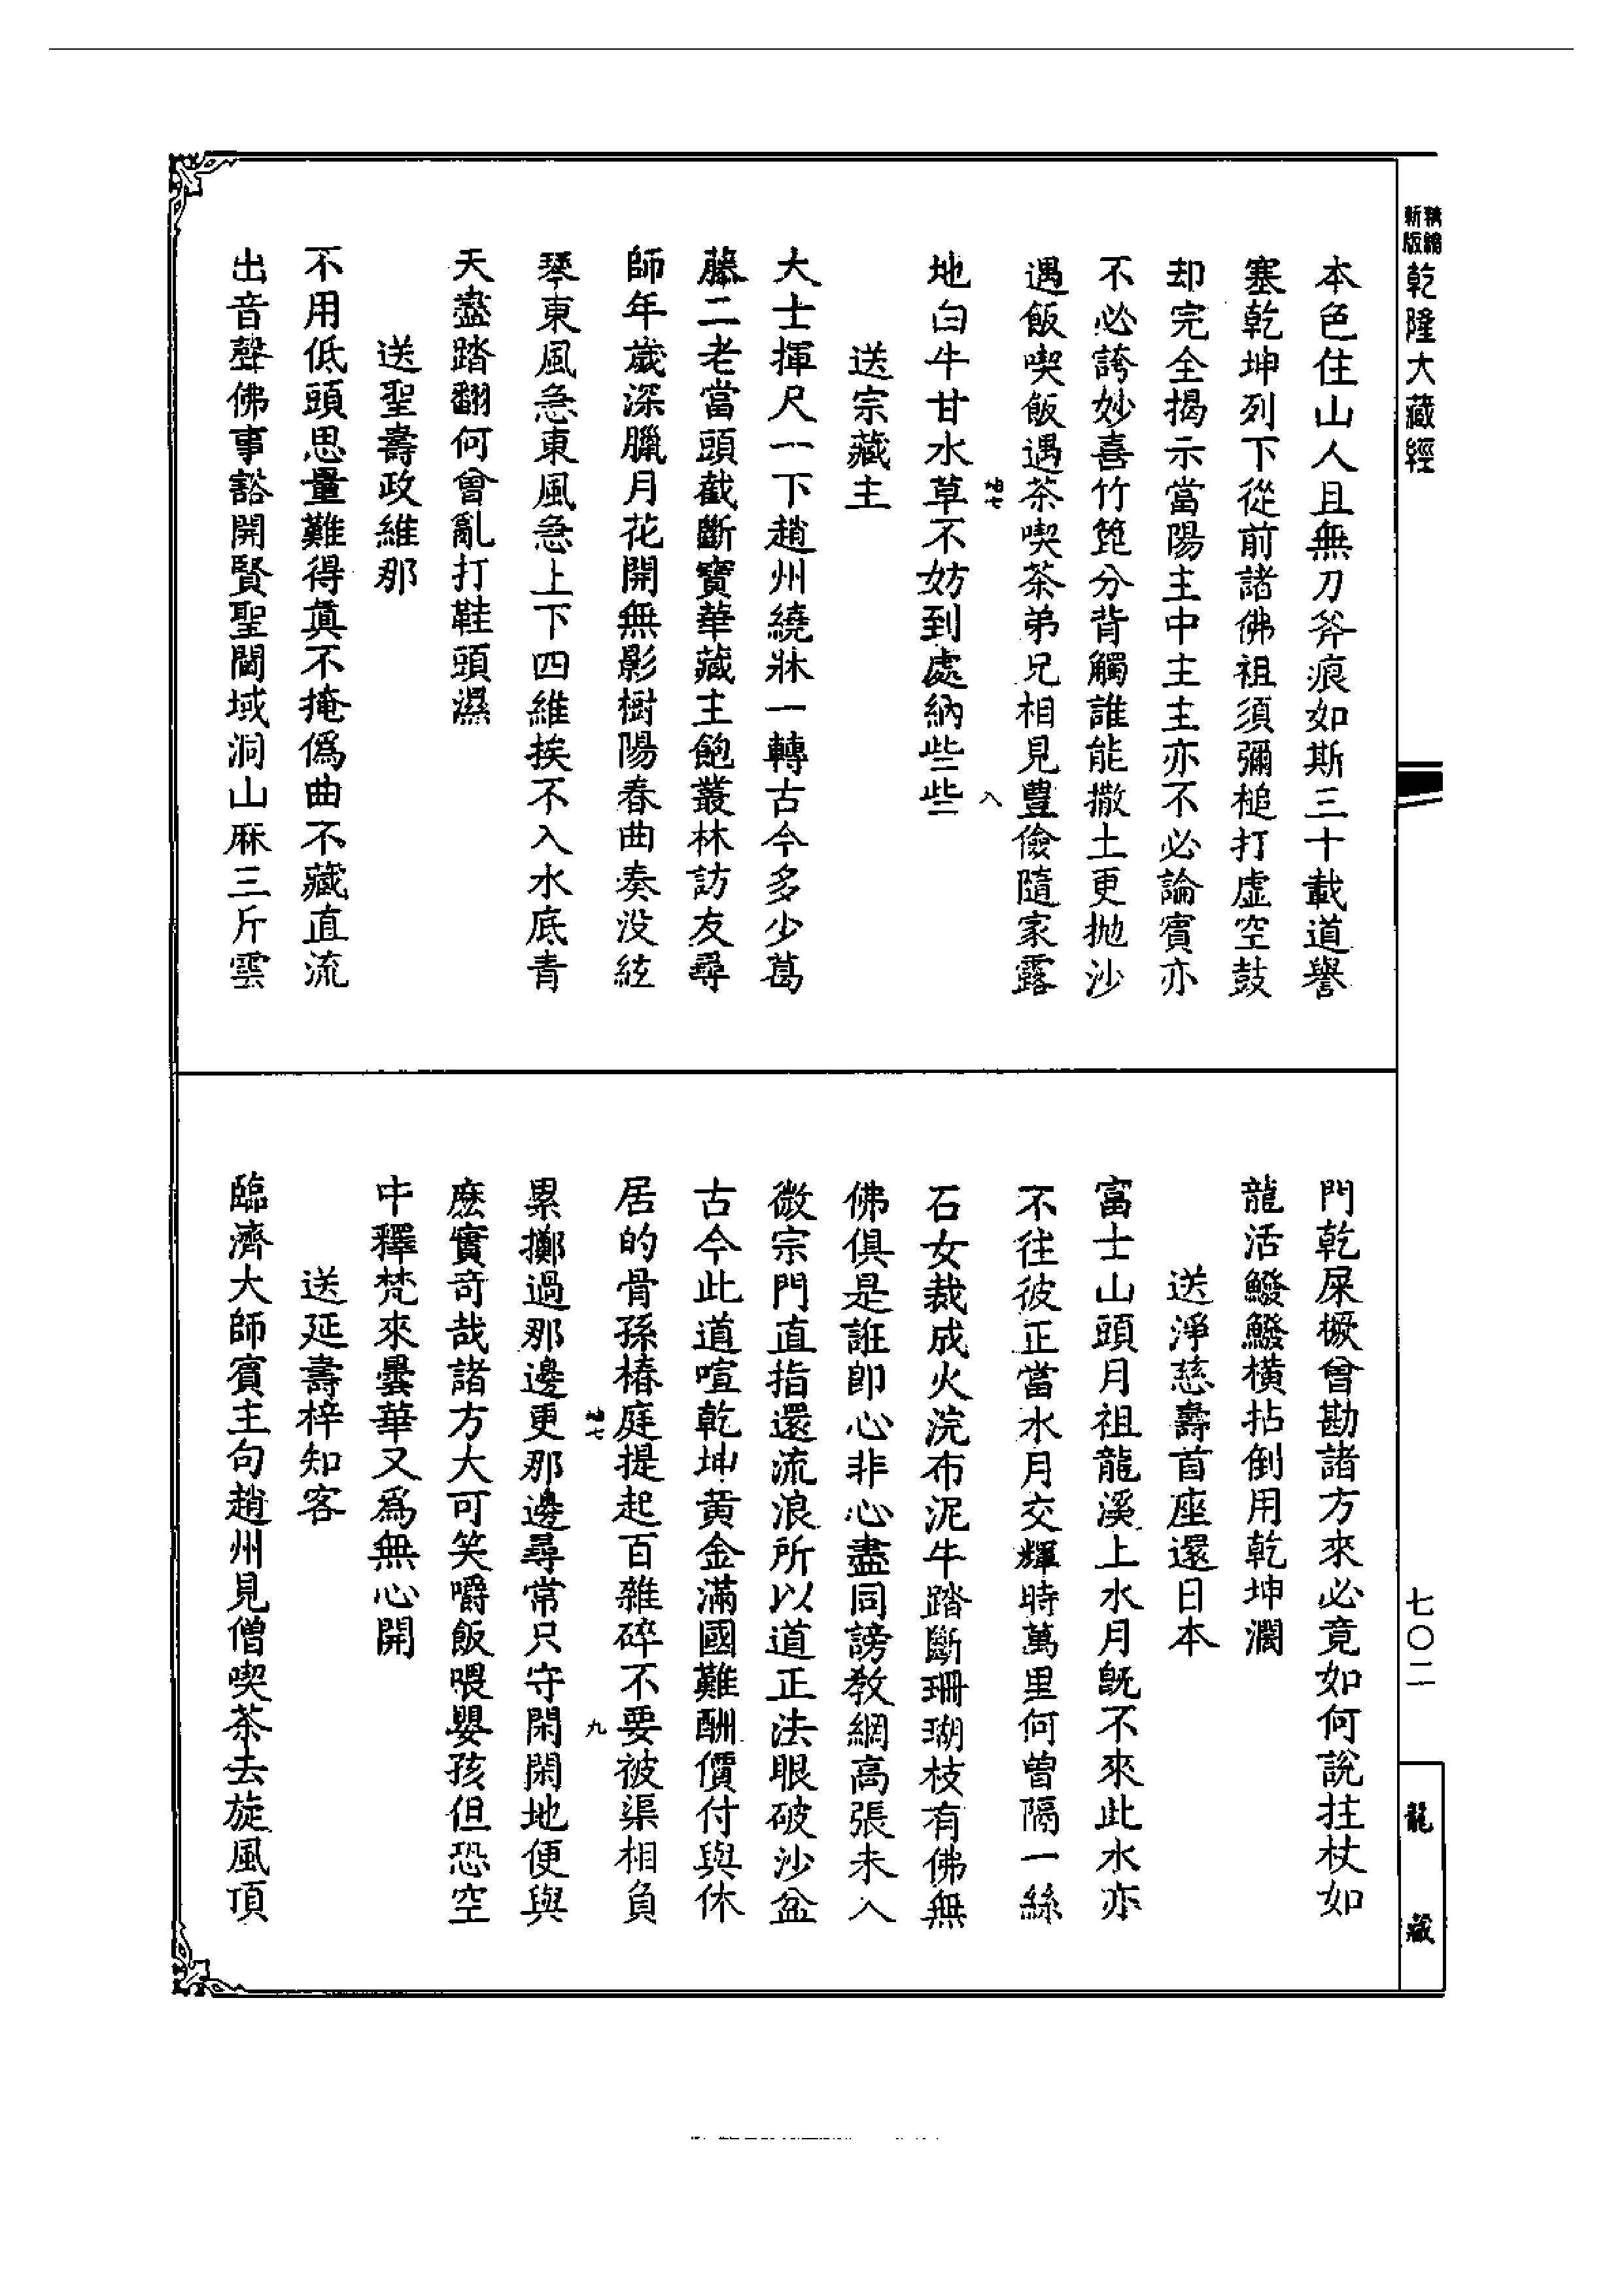 精縮
新版
乾隆大藏經
本色住山人且無刀斧痕如斯三十載道譽
塞乾坤列下從前諸佛祖須彌槌打虛空鼓
却完全揭示當陽主中主主亦不必論賓亦
不必誇妙喜竹篦分背觸誰能撒土更拋沙
遇飯喫飯遇茶喫茶弟兄相見豊儉隨家露
坤七
八
地白牛甘水草不妨到處納些些
送宗藏主
大士揮尺一下趙州繞牀一轉古今多少葛
藤二老當頭截斷寶華藏主飽叢林訪友尋
師年歲深臘月花開無影樹陽春曲奏没絃
琴東風急東風急上下四維挨不入水底青
天盡踏翻何曾亂打鞋頭濕
送聖壽政維那
不用低頭思量難得真不掩僞曲不藏直流
出音聲佛事豁開賢聖閫域洞山麻三斤雲
門乾屎橛曾勘諸方來必竟如何說拄杖如
龍活鱍鱍橫拈倒用乾坤濶
送淨慈壽首座還日本
富士山頭月祖龍溪上水月旣不來此水亦
不往彼正當水月交輝時萬里何曾隔一絲
石女裁成火浣布泥牛踏斷珊瑚枝有佛無
佛俱是誑卽心非心盡同謗教網高張未入
微宗門直指還流浪所以道正法眼破沙盆
古今此道喧乾坤黃金滿國難酬價付與休
居的骨孫椿庭提起百雜碎不要被渠相負
坤七
九
累擲過那邊更那邊尋常只守閑閑地便與
麽實奇哉諸方大可笑嚼飯喂嬰孩但恐空
中釋梵來曇華又爲無心開
送延壽梓知客
臨濟大師賓主句趙州見僧喫茶去旋風頂
七〇二
龍藏